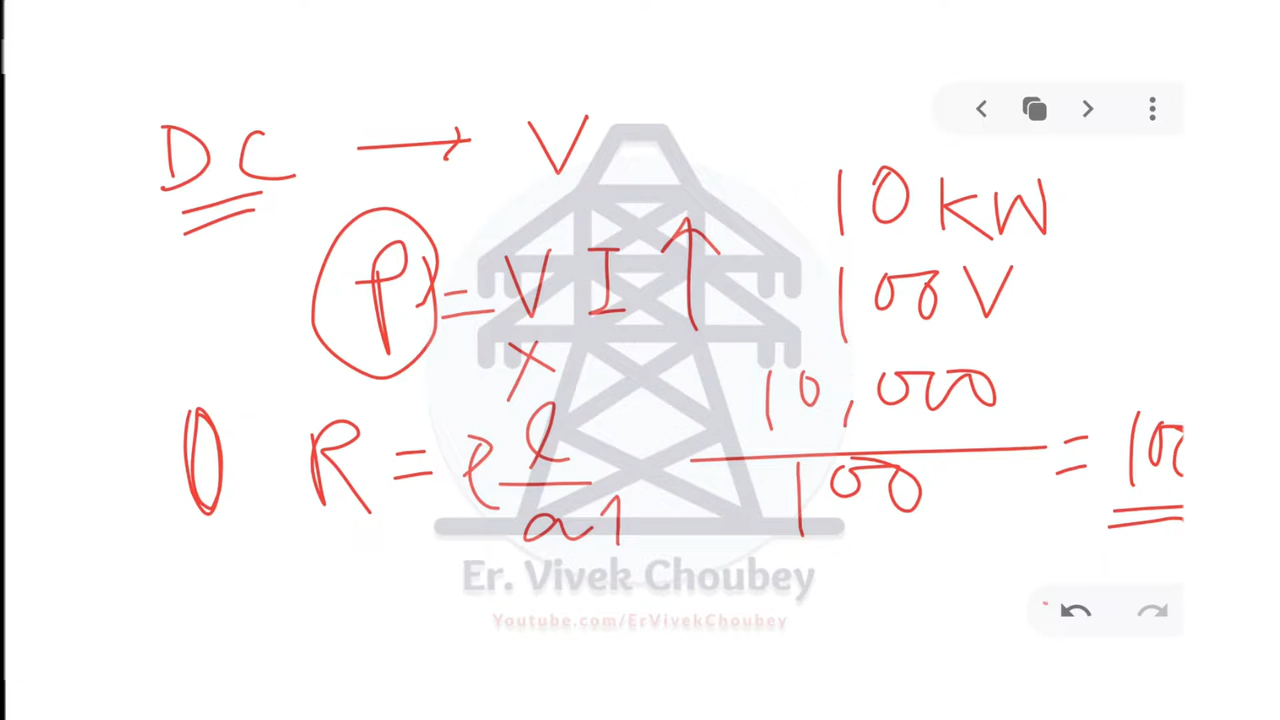 DC → V
10 kW
P = V I ↑
100 V
×
10,000
R = ρ l
a ↑
100
= 100
Er. Vivek Choubey
Youtube.com/ErVivekChoubey